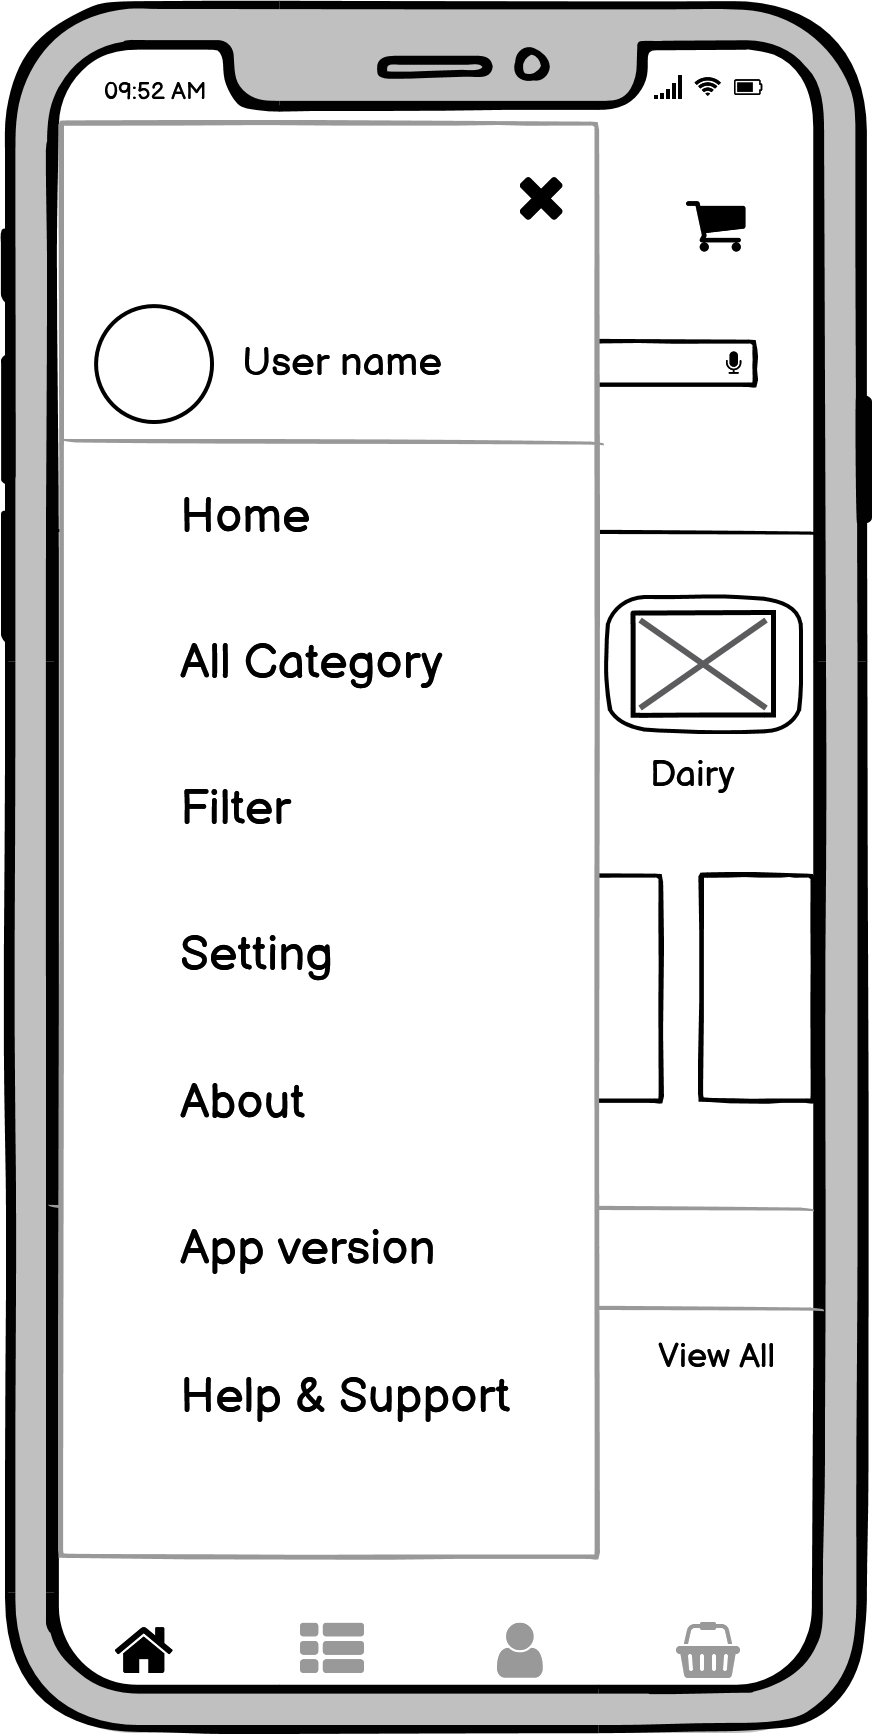 09:52 AM
User name
Home
All Category
Filter
Dairy
Setting
About
App version
View All
Help & Support